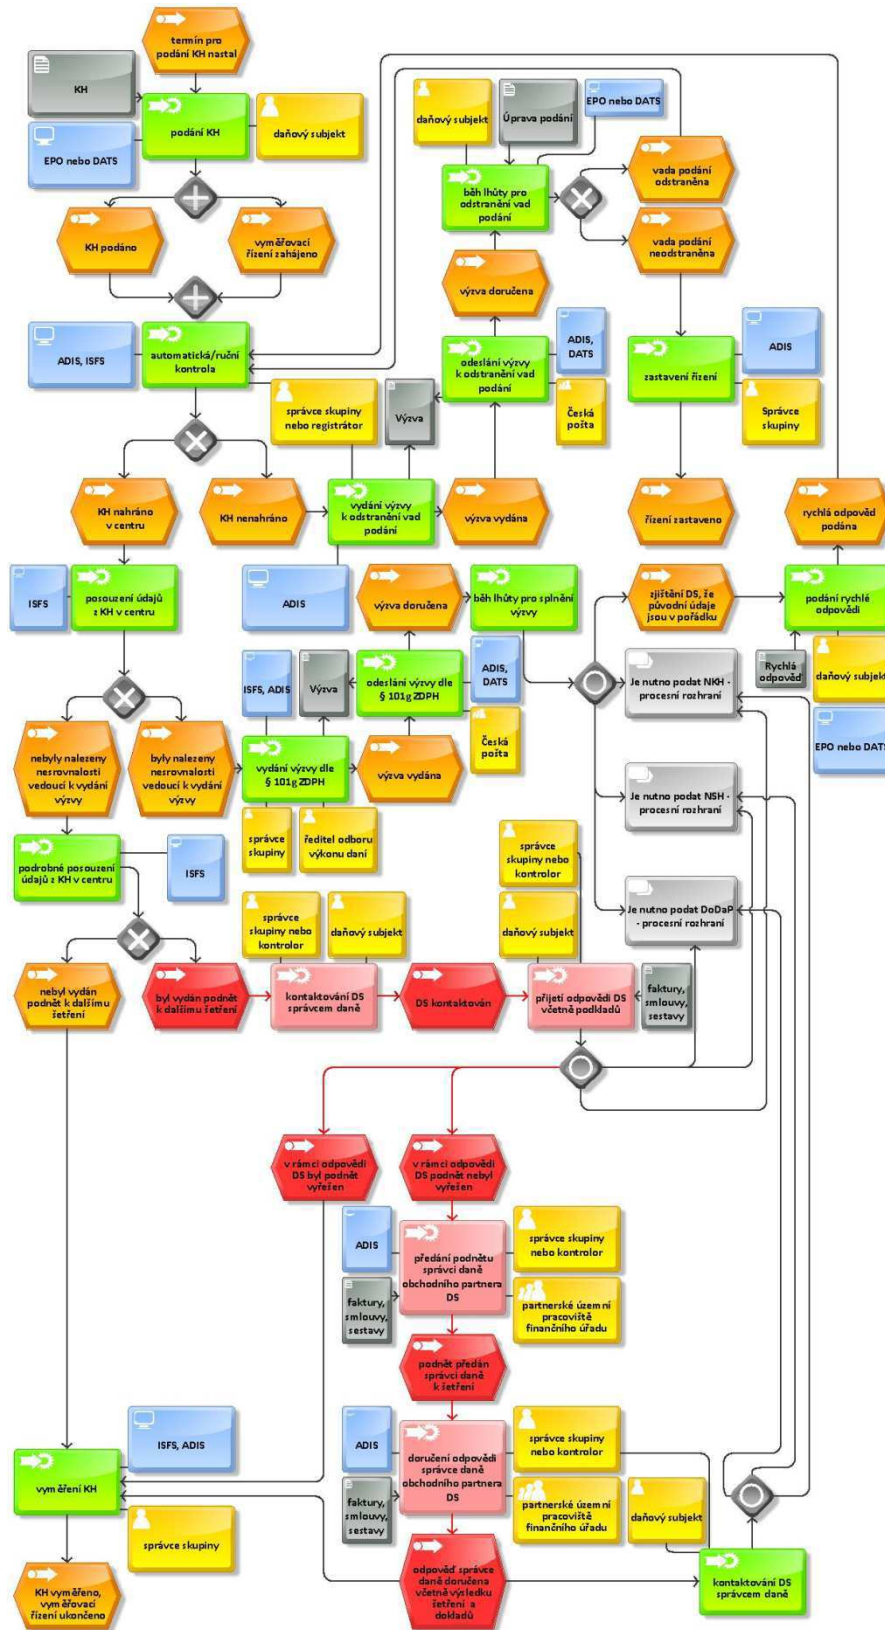 termín pro
podání KH nastal
KH
podání KH
daňový subjekt
EPO nebo DATS
KH podáno
vyměřovací
řízení zahájeno
ADIS, ISFS
automatická/ruční
kontrola
KH nahráno
v centru
KH nenahráno
správce skupiny
nebo registrátor
Výzva
vydání výzvy
k odstranění vad
podání
výzva vydána
ADIS
odeslání výzvy
k odstranění vad
podání
ADIS,
DATS
Česká
pošta
výzva doručena
běh lhůty pro
odstranění vad
podání
daňový subjekt
Úprava podání
EPO nebo DATS
vada podání
odstraněna
vada podání
neodstraněna
zastavení řízení
ADIS
Správce
skupiny
řízení zastaveno
rychlá odpověď
podána
ISFS
posouzení údajů
z KH v centru
nebyly nalezeny
nesrovnalosti
vedoucí k vydání
výzvy
byly nalezeny
nesrovnalosti
vedoucí k vydání
výzvy
ISFS, ADIS
Výzva
vydání výzvy dle
§ 101g ZDPH
správce
skupiny
ředitel odboru
výkonu daní
výzva vydána
odeslání výzvy dle
§ 101g ZDPH
ADIS,
DATS
Česká
pošta
výzva doručena
běh lhůty pro splnění
výzvy
zjištění DS, že
původní údaje
jsou v pořádku
podání rychlé
odpovědi
Rychlá
odpověď
daňový subjekt
EPO nebo DATS
Je nutno podat NKH -
procesní rozhraní
Je nutno podat NSH -
procesní rozhraní
Je nutno podat DoDaP
- procesní rozhraní
podrobné posouzení
údajů z KH v centru
ISFS
nebyl vydán
podnět k dalšímu
šetření
byl vydán podnět
k dalšímu šetření
správce
skupiny nebo
kontrolor
daňový subjekt
kontaktování DS
správcem daně
DS kontaktován
správce
skupiny nebo
kontrolor
daňový subjekt
přijetí odpovědi DS
včetně podkladů
faktury,
smlouvy,
sestavy
v rámci odpovědi
DS byl podnět
vyřešen
v rámci odpovědi
DS podnět nebyl
vyřešen
ADIS
předání podnětu
správci daně
obchodního partnera
DS
správce skupiny
nebo kontrolor
faktury,
smlouvy,
sestavy
partnerské územní
pracoviště
finančního úřadu
podnět předán
správci daně
k šetření
ADIS
doručení odpovědi
správce daně
obchodního partnera
DS
správce skupiny
nebo kontrolor
faktury,
smlouvy,
sestavy
partnerské územní
pracoviště
finančního úřadu
odpověď správce
daně doručena
včetně výsledku
šetření a
dokladů
daňový subjekt
kontaktování DS
správcem daně
ISFS, ADIS
vyměření KH
správce skupiny
KH vyměřeno,
vyměřovací
řízení ukončeno